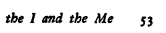 the I and the Me 53